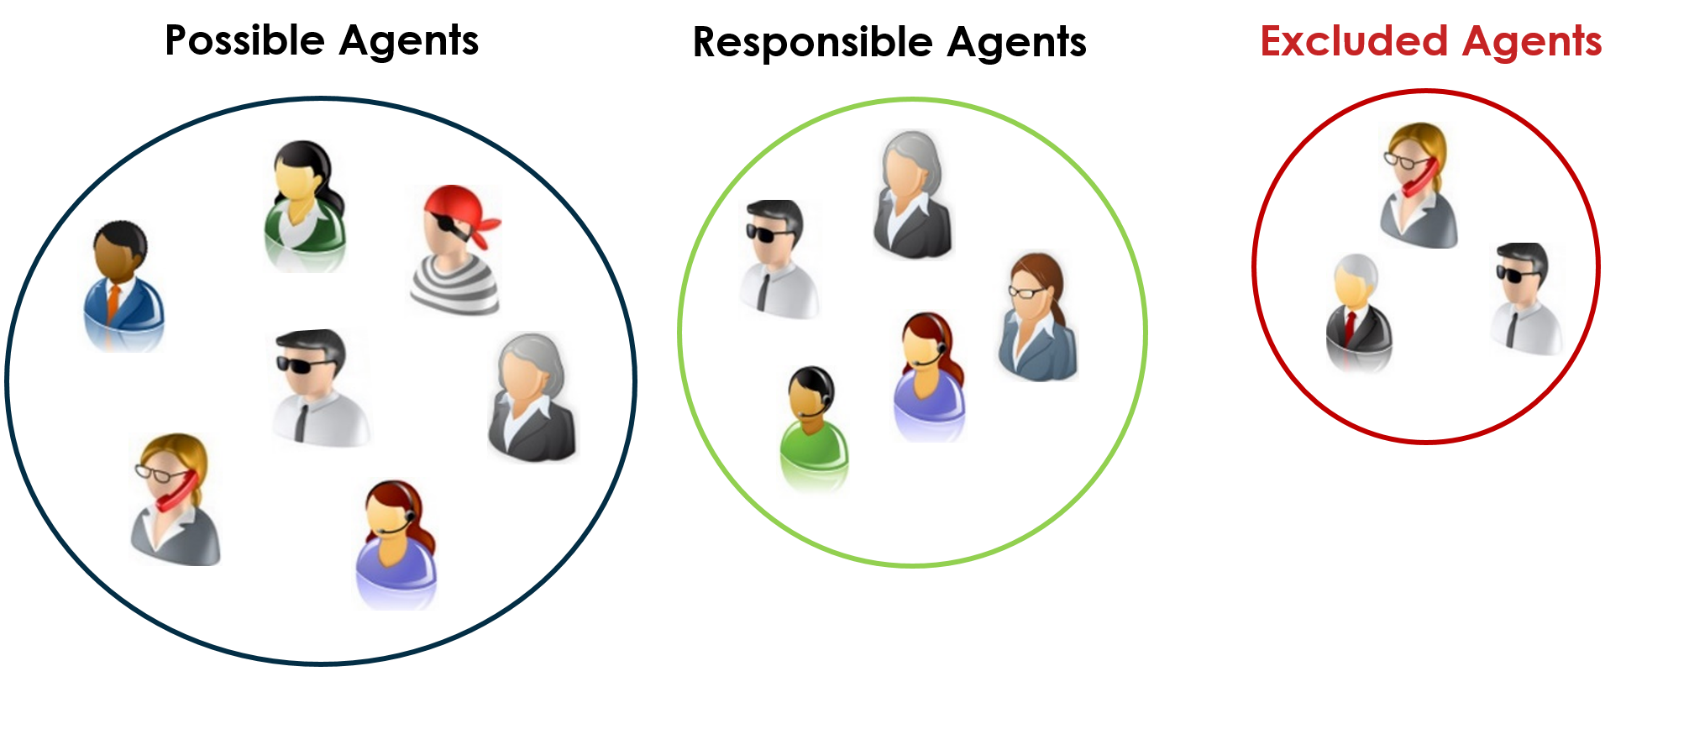 Possible Agents
Responsible Agents
Excluded Agents